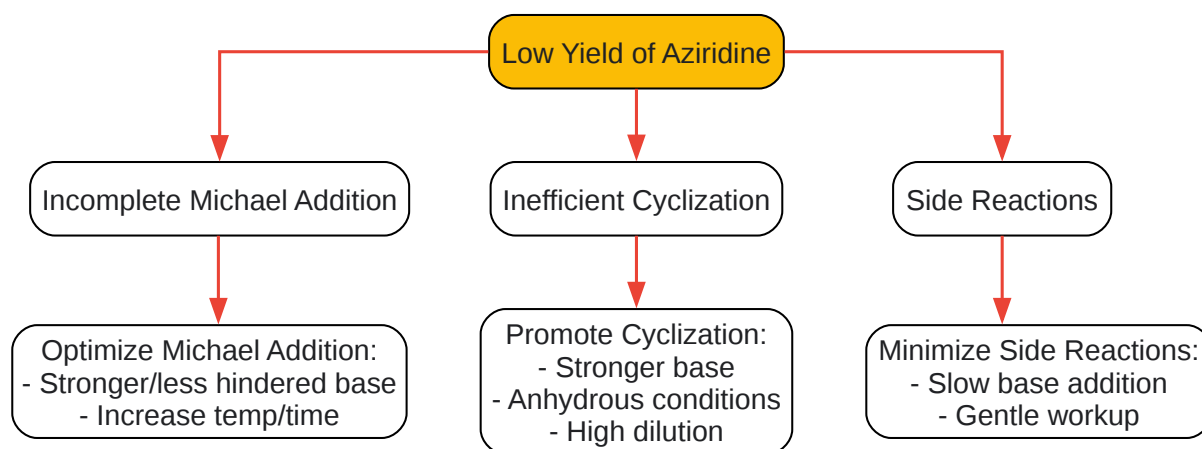 Low Yield of Aziridine
Incomplete Michael Addition
Inefficient Cyclization
Side Reactions
Optimize Michael Addition:
- Stronger/less hindered base
- Increase temp/time
Promote Cyclization:
- Stronger base
- Anhydrous conditions
- High dilution
Minimize Side Reactions:
- Slow base addition
- Gentle workup